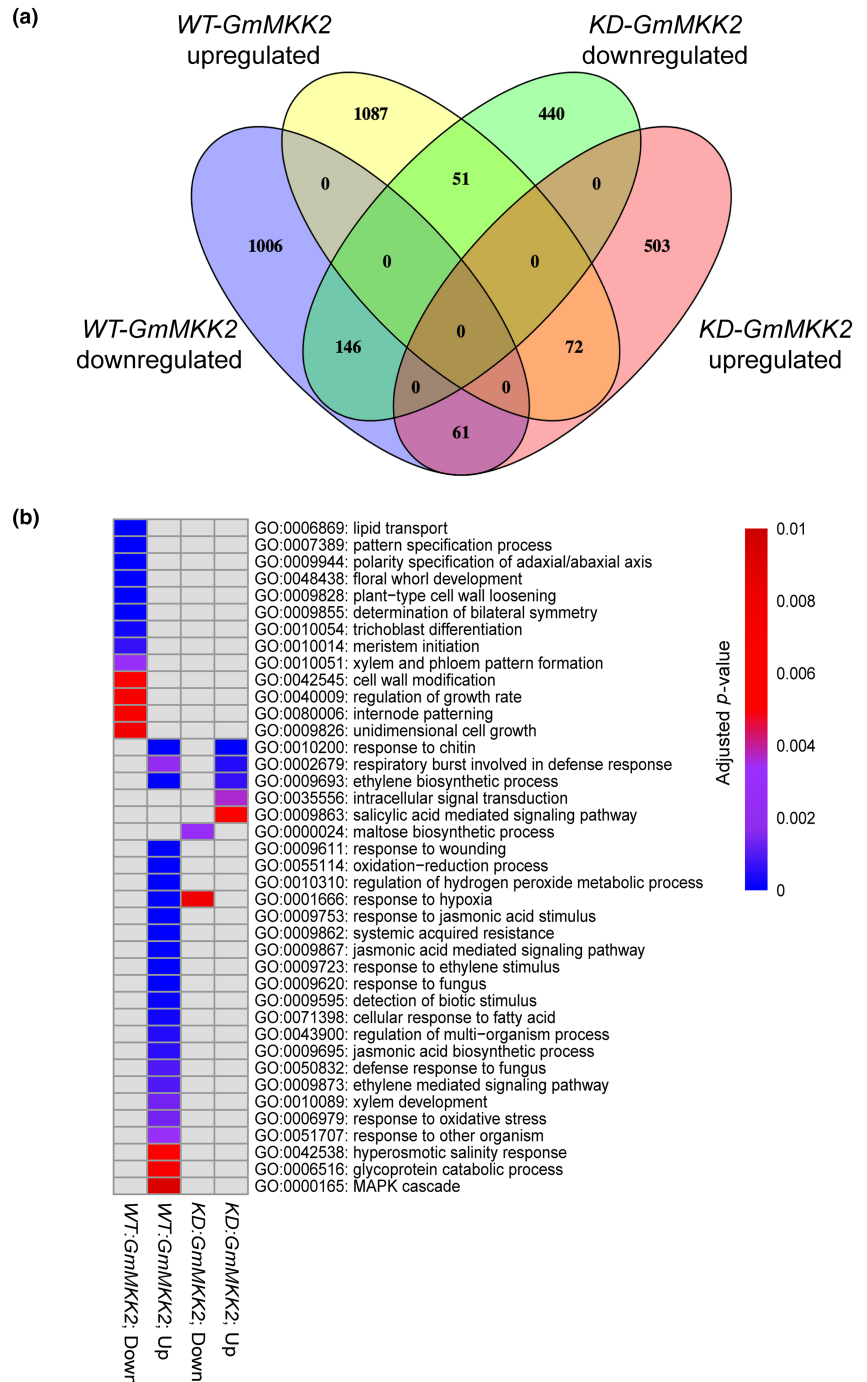 (a)
WT-GmMKK2
upregulated
KD-GmMKK2
downregulated
1087
440
0
51
0
1006
503
0
0
WT-GmMKK2
downregulated
KD-GmMKK2
upregulated
0
146
72
0
0
61
(b)
GO:0006869: lipid transport
GO:0007389: pattern specification process
GO:0009944: polarity specification of adaxial/abaxial axis
GO:0048438: floral whorl development
GO:0009828: plant−type cell wall loosening
GO:0009855: determination of bilateral symmetry
GO:0010054: trichoblast differentiation
GO:0010014: meristem initiation
GO:0010051: xylem and phloem pattern formation
GO:0042545: cell wall modification
GO:0040009: regulation of growth rate
GO:0080006: internode patterning
GO:0009826: unidimensional cell growth
GO:0010200: response to chitin
GO:0002679: respiratory burst involved in defense response
GO:0009693: ethylene biosynthetic process
GO:0035556: intracellular signal transduction
GO:0009863: salicylic acid mediated signaling pathway
GO:0000024: maltose biosynthetic process
GO:0009611: response to wounding
GO:0055114: oxidation−reduction process
GO:0010310: regulation of hydrogen peroxide metabolic process
GO:0001666: response to hypoxia
GO:0009753: response to jasmonic acid stimulus
GO:0009862: systemic acquired resistance
GO:0009867: jasmonic acid mediated signaling pathway
GO:0009723: response to ethylene stimulus
GO:0009620: response to fungus
GO:0009595: detection of biotic stimulus
GO:0071398: cellular response to fatty acid
GO:0043900: regulation of multi−organism process
GO:0009695: jasmonic acid biosynthetic process
GO:0050832: defense response to fungus
GO:0009873: ethylene mediated signaling pathway
GO:0010089: xylem development
GO:0006979: response to oxidative stress
GO:0051707: response to other organism
GO:0042538: hyperosmotic salinity response
GO:0006516: glycoprotein catabolic process
GO:0000165: MAPK cascade
WT:GmMKK2; Down
WT:GmMKK2; Up
KD:GmMKK2; Down
KD:GmMKK2; Up
Adjusted p-value
0.01
0.008
0.006
0.004
0.002
0